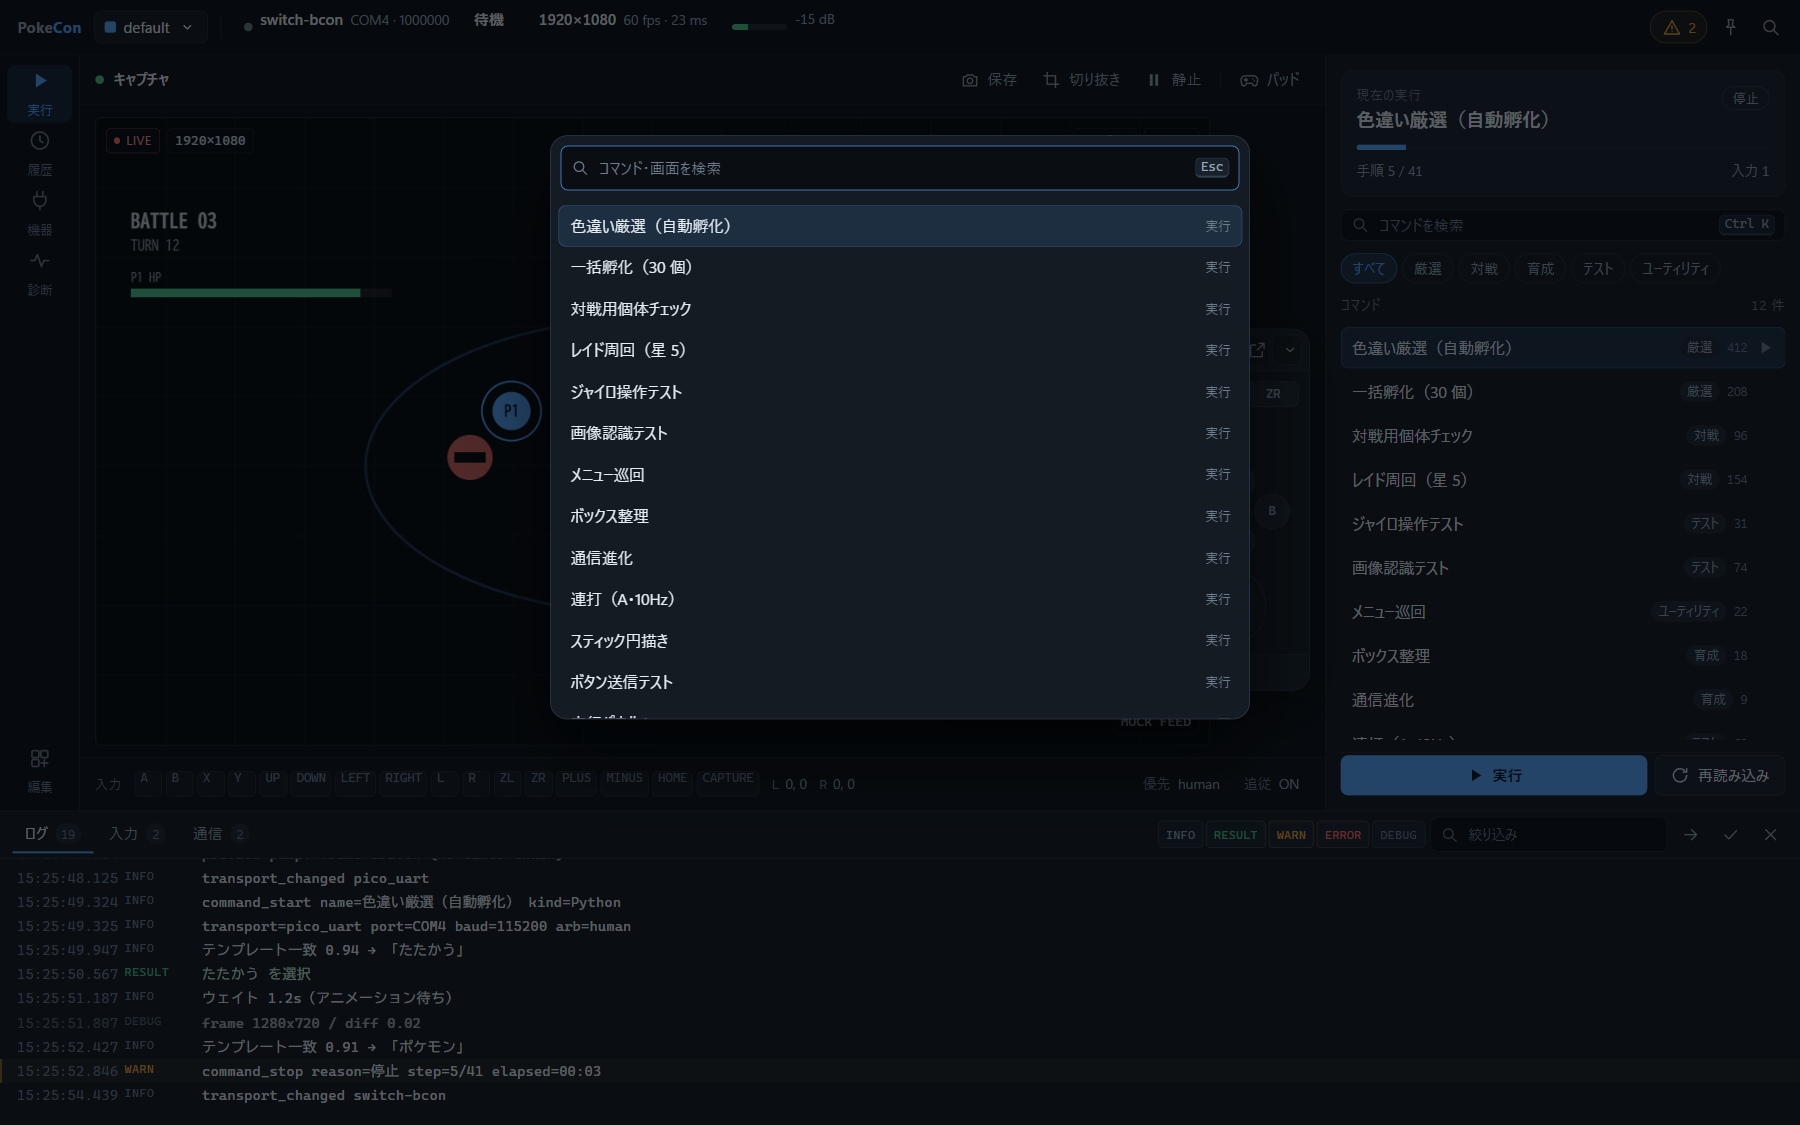 PokeCon
default
switch-bcon COM4 · 1000000 待機 1920×1080 60 fps · 23 ms -15 dB
2
実行
履歴
機器
診断
編集
キャプチャ
保存 切り抜き 静止 パッド
LIVE 1920×1080
BATTLE 03
TURN 12
P1 HP
P1
ZR
B
MOCK FEED
コマンド・画面を検索 Esc
色違い厳選（自動孵化） 実行
一括孵化（30 個） 実行
対戦用個体チェック 実行
レイド周回（星 5） 実行
ジャイロ操作テスト 実行
画像認識テスト 実行
メニュー巡回 実行
ボックス整理 実行
通信進化 実行
連打（A・10Hz） 実行
スティック円描き 実行
ボタン送信テスト 実行
入力 A B X Y UP DOWN LEFT RIGHT L R ZL ZR PLUS MINUS HOME CAPTURE L 0, 0 R 0, 0 優先 human 追従 ON
現在の実行
停止
色違い厳選（自動孵化）
手順 5 / 41 入力 1
コマンドを検索 Ctrl K
すべて 厳選 対戦 育成 テスト ユーティリティ
コマンド 12 件
色違い厳選（自動孵化） 厳選 412
一括孵化（30 個） 厳選 208
対戦用個体チェック 対戦 96
レイド周回（星 5） 対戦 154
ジャイロ操作テスト テスト 31
画像認識テスト テスト 74
メニュー巡回 ユーティリティ 22
ボックス整理 育成 18
通信進化 育成 9
実行 再読み込み
ログ 19 入力 2 通信 2
INFO RESULT WARN ERROR DEBUG 絞り込み
15:25:48.125 INFO transport_changed pico_uart
15:25:49.324 INFO command_start name=色違い厳選（自動孵化） kind=Python
15:25:49.325 INFO transport=pico_uart port=COM4 baud=115200 arb=human
15:25:49.947 INFO テンプレート一致 0.94 → 「たたかう」
15:25:50.567 RESULT たたかう を選択
15:25:51.187 INFO ウェイト 1.2s（アニメーション待ち）
15:25:51.807 DEBUG frame 1280x720 / diff 0.02
15:25:52.427 INFO テンプレート一致 0.91 → 「ポケモン」
15:25:52.846 WARN command_stop reason=停止 step=5/41 elapsed=00:03
15:25:54.439 INFO transport_changed switch-bcon